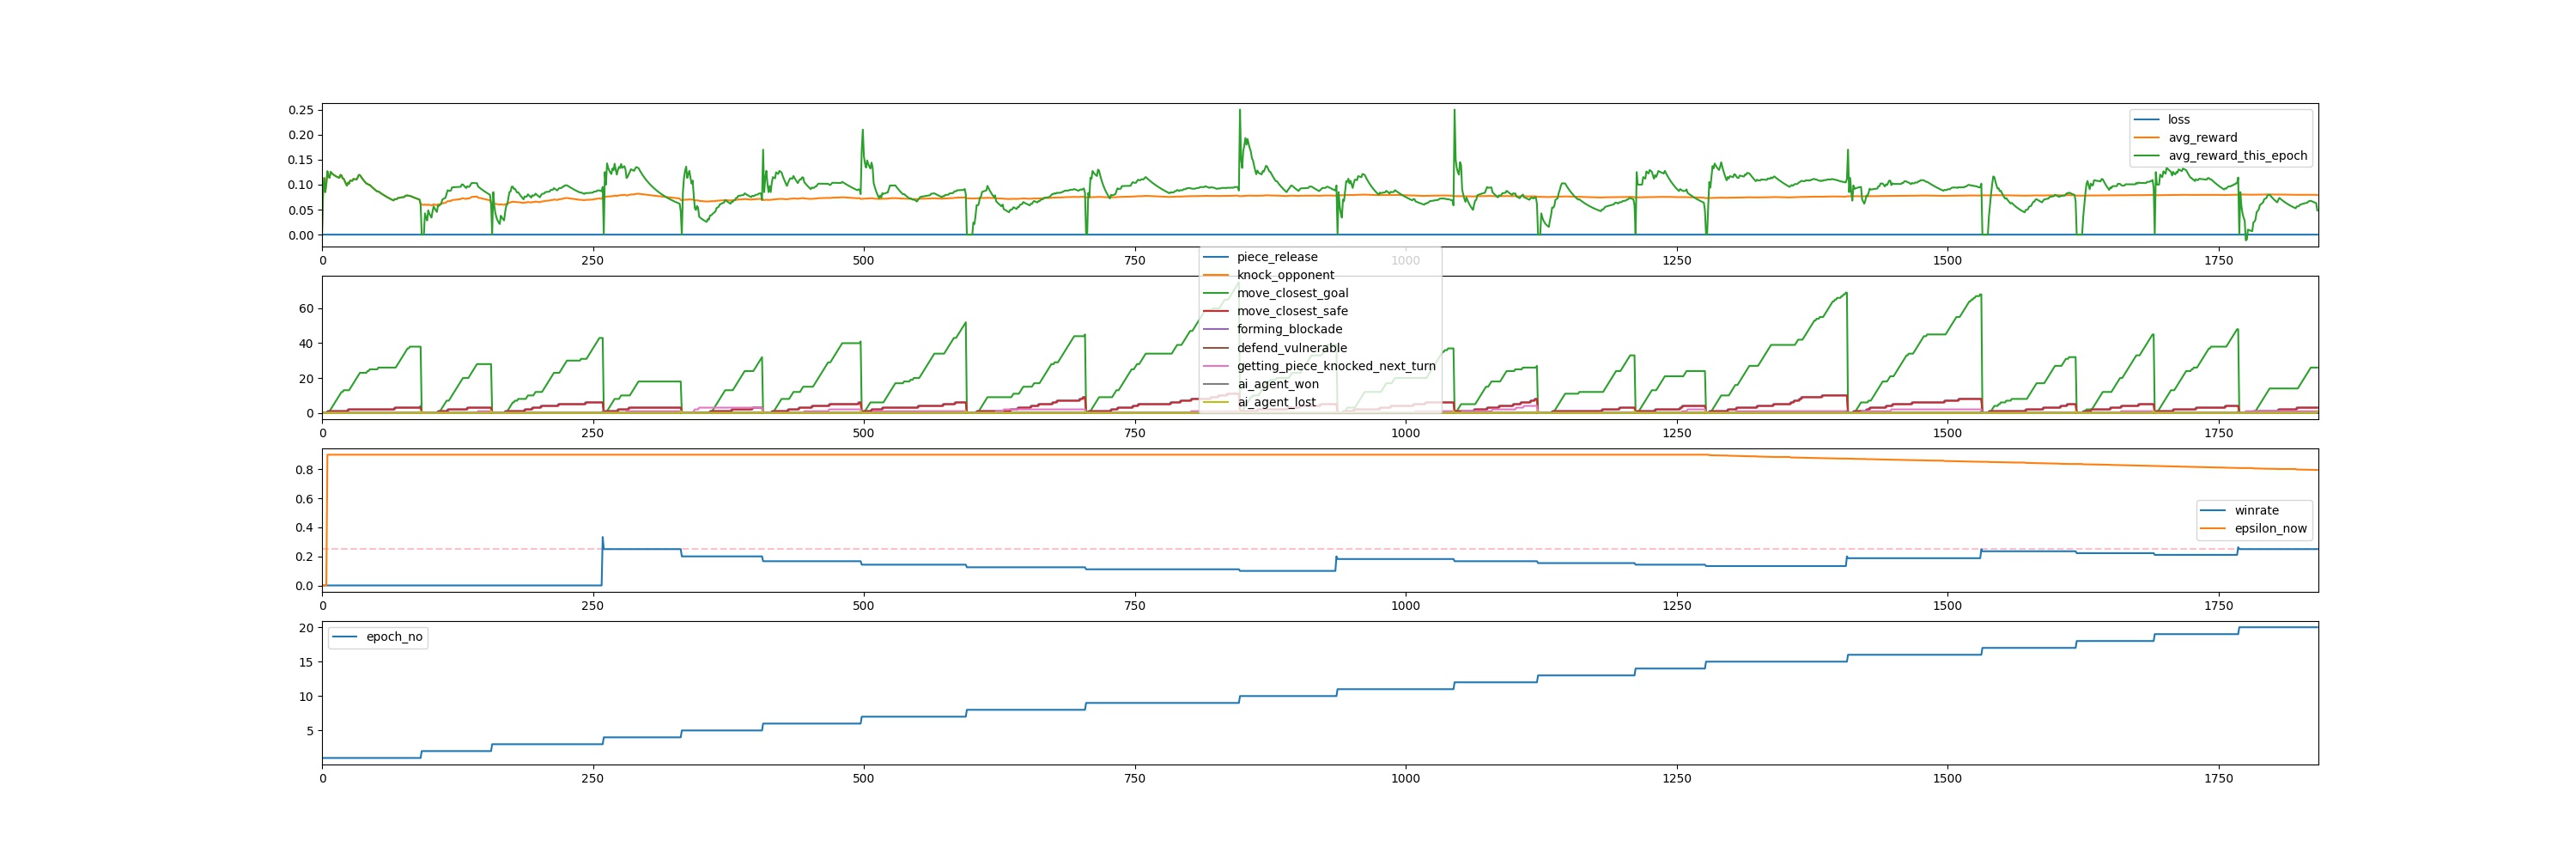 0.25
0.20
0.15
0.10
0.05
0.00
loss
avg_reward
avg_reward_this_epoch
0 250 500 750 1000 1250 1500 1750
60
40
20
0
piece_release
knock_opponent
move_closest_goal
move_closest_safe
forming_blockade
defend_vulnerable
getting_piece_knocked_next_turn
ai_agent_won
ai_agent_lost
0 250 500 750 1000 1250 1500 1750
0.8
0.6
0.4
0.2
0.0
winrate
epsilon_now
0 250 500 750 1000 1250 1500 1750
20
15
10
5
epoch_no
0 250 500 750 1000 1250 1500 1750